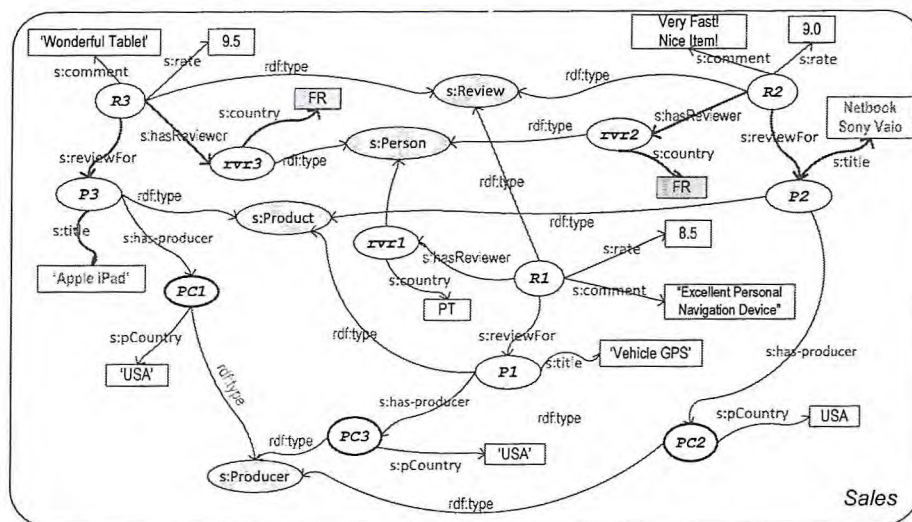 'Wonderful Tablet'
9.5
Very Fast!
Nice Item!
9.0
s:comment
s:rate
rdf:type
s:Review
rdf:type
s:comment
s:rate
R3
R2
FR
s:country
s:hasReviewer
s:Person
rdf:type
rvr2
s:hasReviewer
Netbook
Sony Vaio
s:reviewFor
rvr3
rdf:type
s:country
s:reviewFor
s:title
P3
rdf:type
FR
rdf:type
P2
s:title
s:has-producer
s:Product
rdf:type
rvr1
s:hasReviewer
s:rate
8.5
'Apple iPad'
PC1
s:country
R1
s:comment
"Excellent Personal
Navigation Device"
PT
s:pCountry
rdf:type
s:reviewFor
'Vehicle GPS'
s:has-producer
'USA'
P1
s:title
rdf:type
s:has-producer
rdf:type
s:pCountry
USA
rdf:type
PC3
PC2
s:pCountry
'USA'
s:Producer
rdf:type
Sales